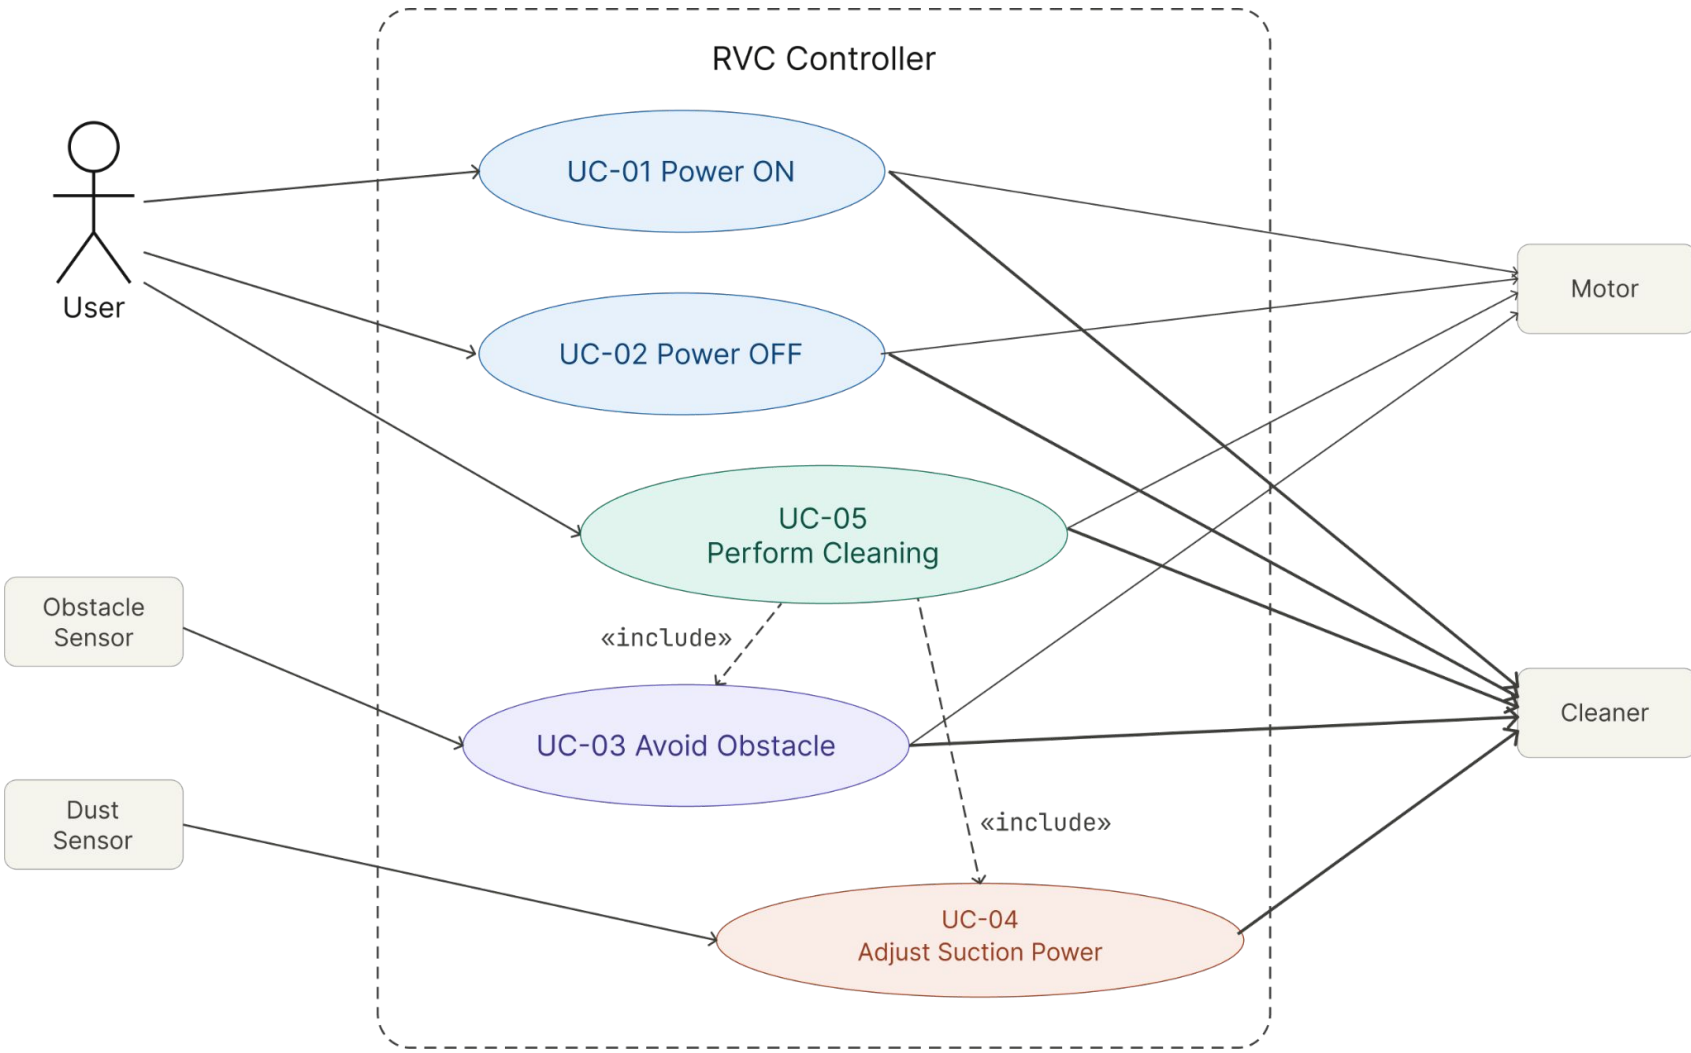 RVC Controller
UC-01 Power ON
User
Motor
UC-02 Power OFF
UC-05
Perform Cleaning
Obstacle
Sensor
«include»
Cleaner
UC-03 Avoid Obstacle
Dust
Sensor
«include»
UC-04
Adjust Suction Power